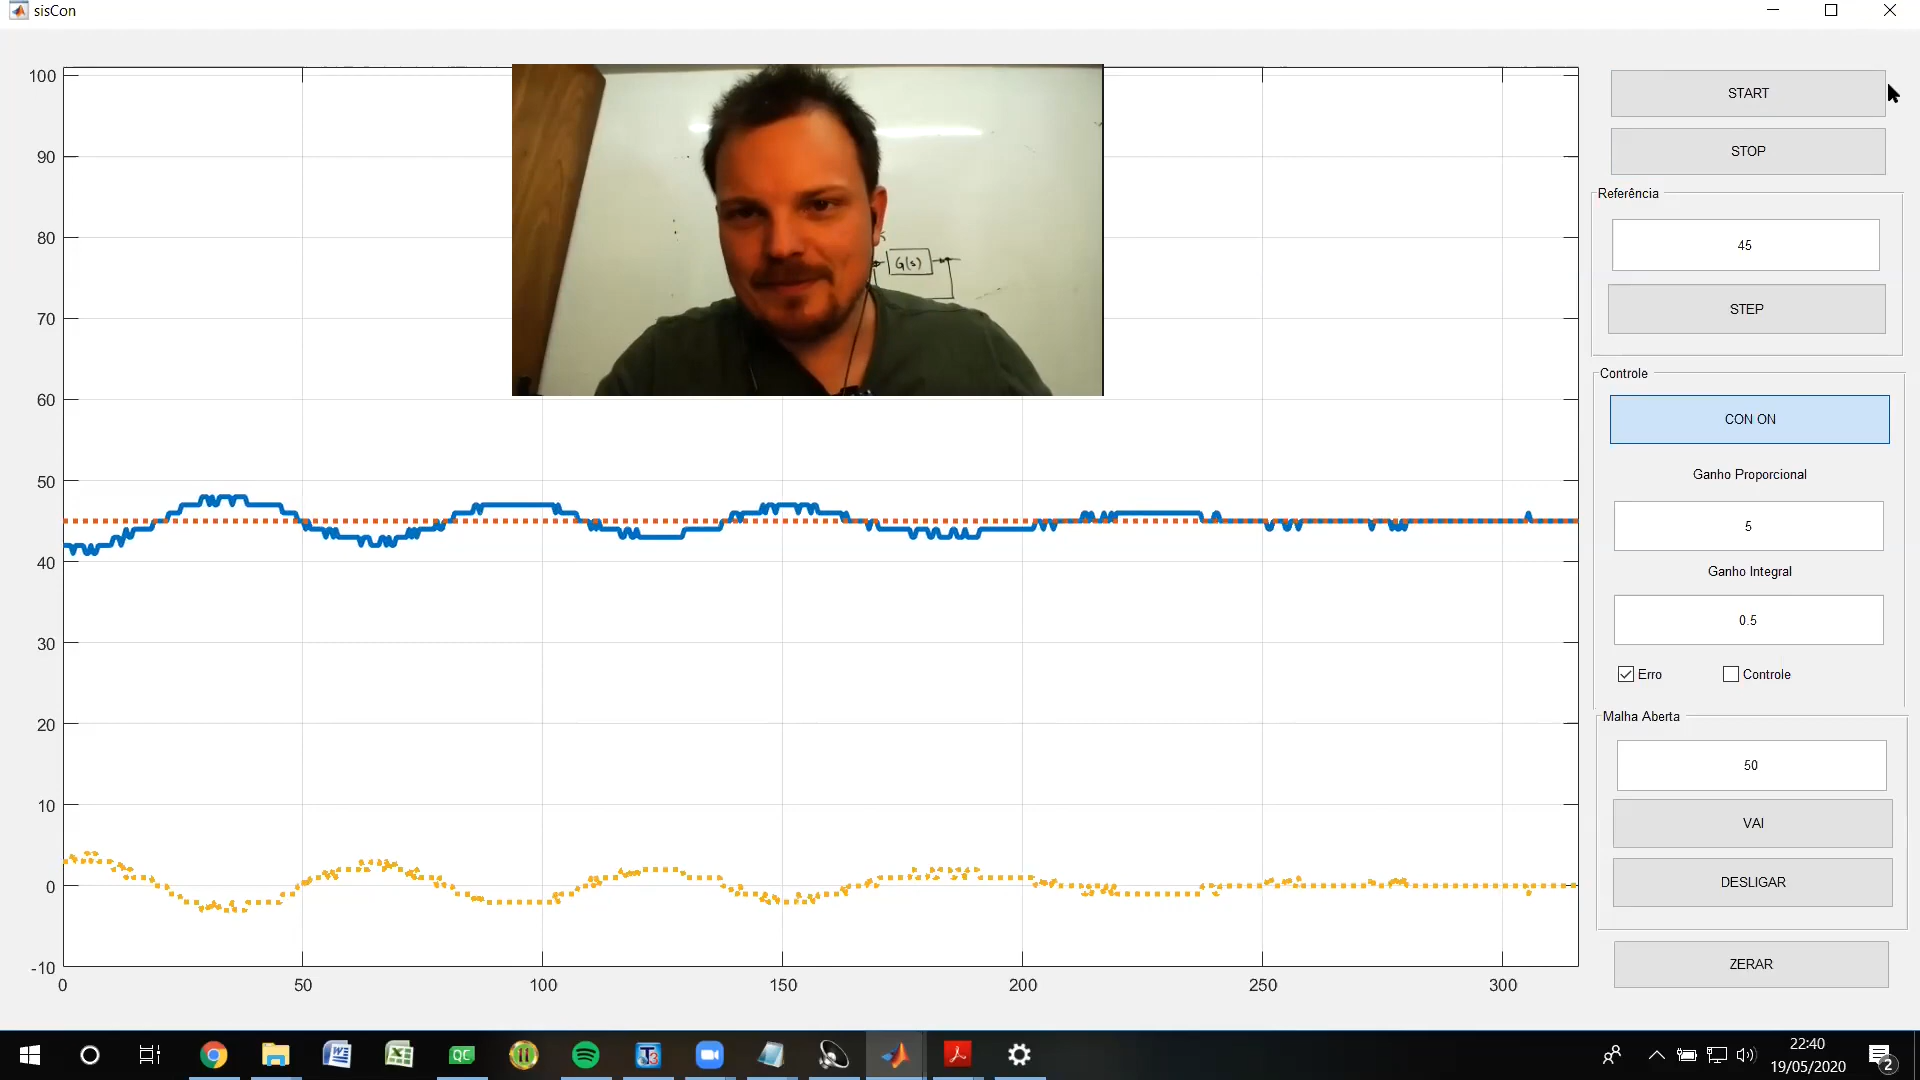 sisCon
100
90
80
70
60
50
40
30
20
10
0
-10
0 50 100 150 200 250 300
G(s)
START
STOP
Referência
45
STEP
Controle
CON ON
Ganho Proporcional
5
Ganho Integral
0.5
Erro Controle
Malha Aberta
50
VAI
DESLIGAR
ZERAR
QC
22:40
19/05/2020
2